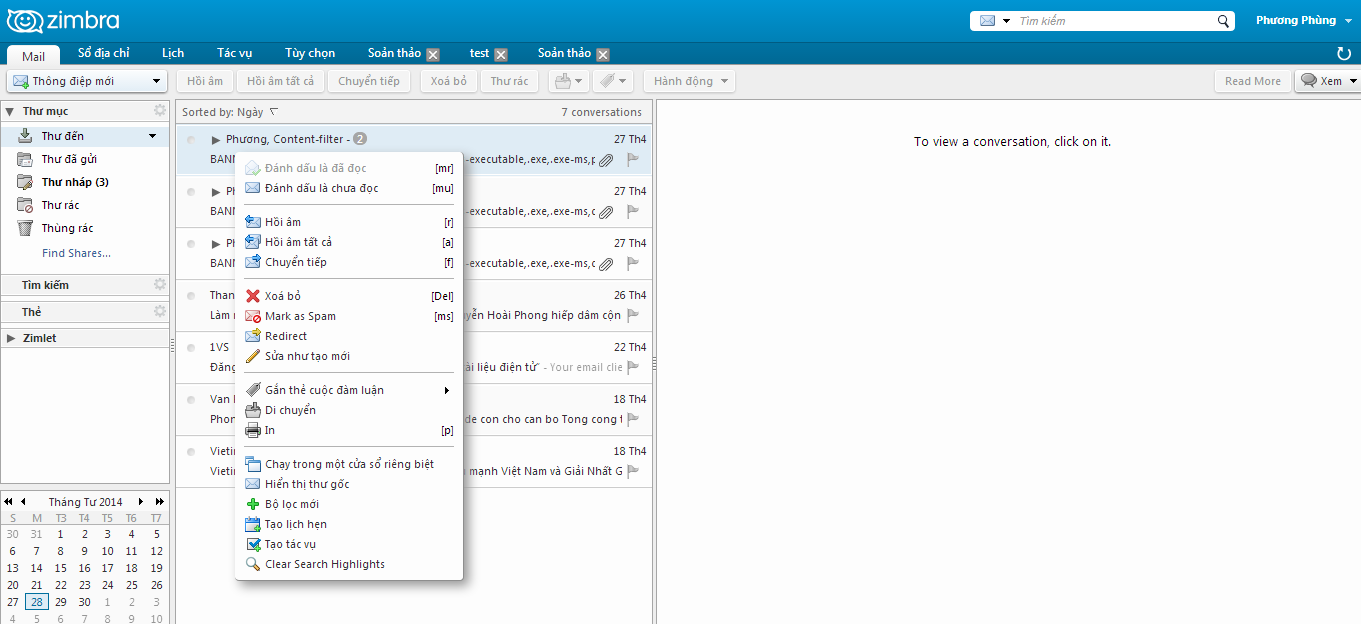 zimbra
Tìm kiếm
Phương Phùng
Mail Sổ địa chỉ Lịch Tác vụ Tùy chọn Soản thảo test Soản thảo
Thông điệp mới Hồi âm Hồi âm tất cả Chuyển tiếp Xoá bỏ Thư rác Hành động Read More Xem
Thư mục
Thư đến
Thư đã gửi
Thư nháp (3)
Thư rác
Thùng rác
Find Shares...
Tìm kiếm
Thẻ
Zimlet
Tháng Tư 2014
S M T3 T4 T5 T6 T7
30 31 1 2 3 4 5
6 7 8 9 10 11 12
13 14 15 16 17 18 19
20 21 22 23 24 25 26
27 28 29 30 1 2 3
4 5 6 7 8 9 10
Sorted by: Ngày 7 conversations
Phương, Content-filter - 2 27 Th4
BANN -executable,.exe,.exe-ms,p
Ph 27 Th4
BANN -executable,.exe,.exe-ms,c
Ph 27 Th4
BANN -executable,.exe,.exe-ms,c
Than 26 Th4
Làm yễn Hoài Phong hiếp dâm cộn
1VS 22 Th4
Đăng ài liệu điện tử" - Your email clie
Van 18 Th4
Phon de con cho can bo Tong cong t
Vietin 18 Th4
Vietin mạnh Việt Nam và Giải Nhất G
Đánh dấu là đã đọc [mr]
Đánh dấu là chưa đọc [mu]
Hồi âm [r]
Hồi âm tất cả [a]
Chuyển tiếp [f]
Xoá bỏ [Del]
Mark as Spam [ms]
Redirect
Sửa như tạo mới
Gắn thẻ cuộc đàm luận
Di chuyển
In [p]
Chạy trong một cửa sổ riêng biệt
Hiển thị thư gốc
Bộ lọc mới
Tạo lịch hẹn
Tạo tác vụ
Clear Search Highlights
To view a conversation, click on it.